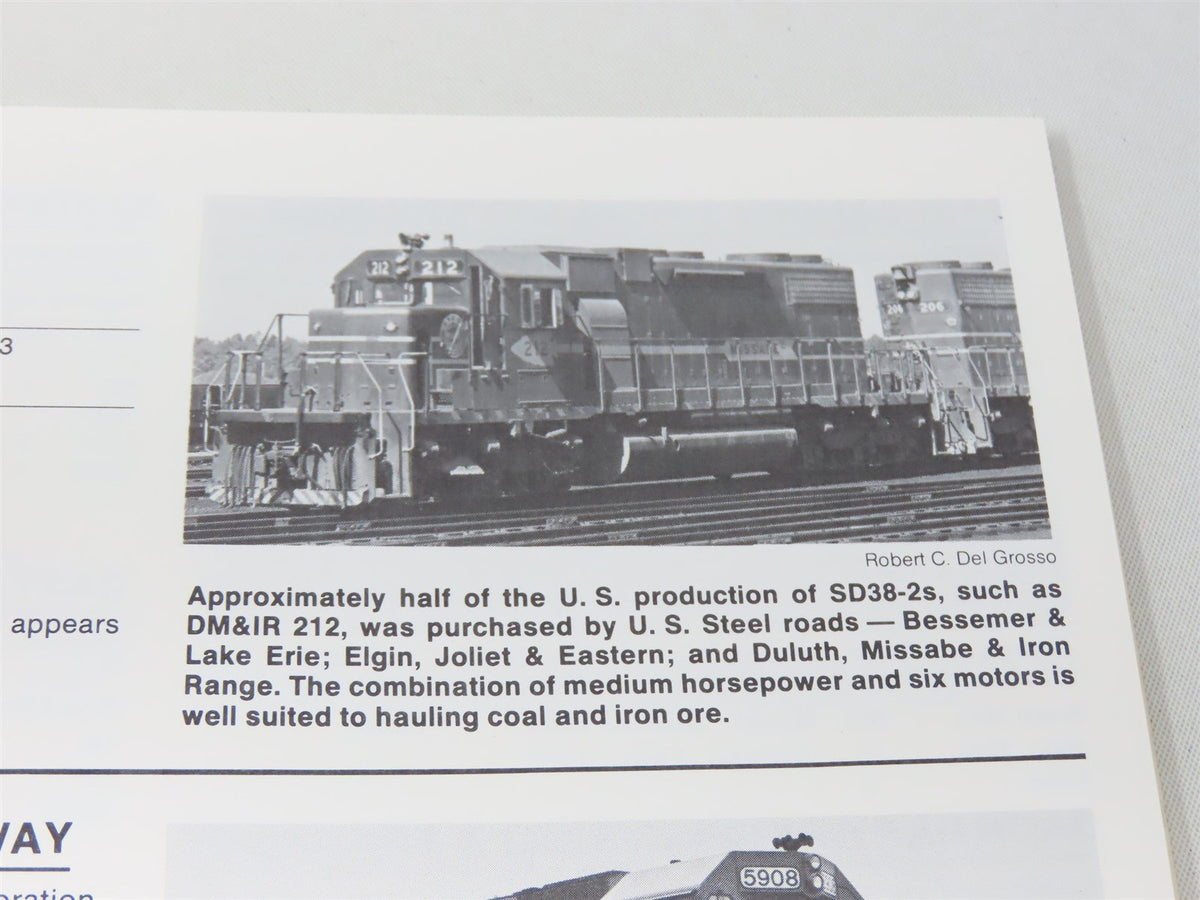 3
appears
WAY
212
212
212
206
206
Robert C. Del Grosso
Approximately half of the U. S. production of SD38-2s, such as
DM&IR 212, was purchased by U. S. Steel roads — Bessemer &
Lake Erie; Elgin, Joliet & Eastern; and Duluth, Missabe & Iron
Range. The combination of medium horsepower and six motors is
well suited to hauling coal and iron ore.
5908